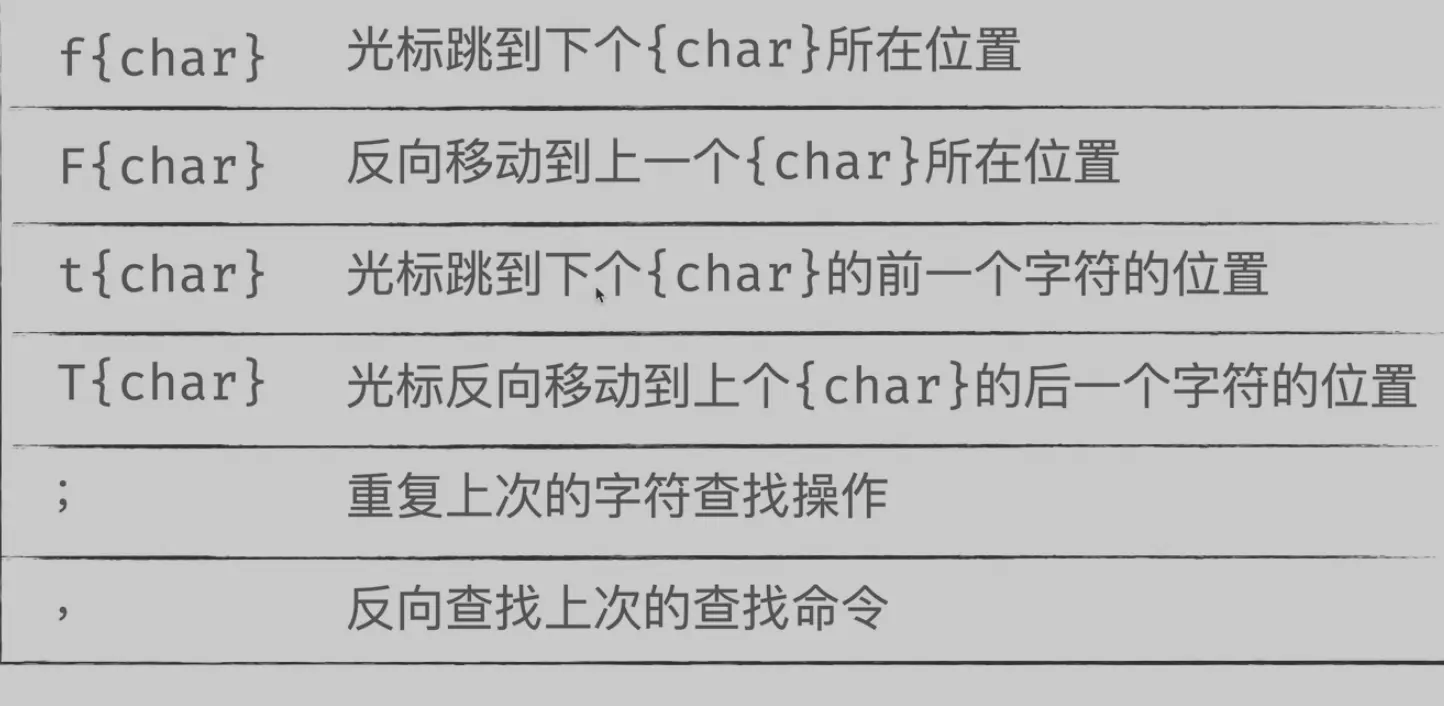 f{char} 光标跳到下个{char}所在位置
F{char} 反向移动到上一个{char}所在位置
t{char} 光标跳到下个{char}的前一个字符的位置
T{char} 光标反向移动到上个{char}的后一个字符的位置
; 重复上次的字符查找操作
, 反向查找上次的查找命令